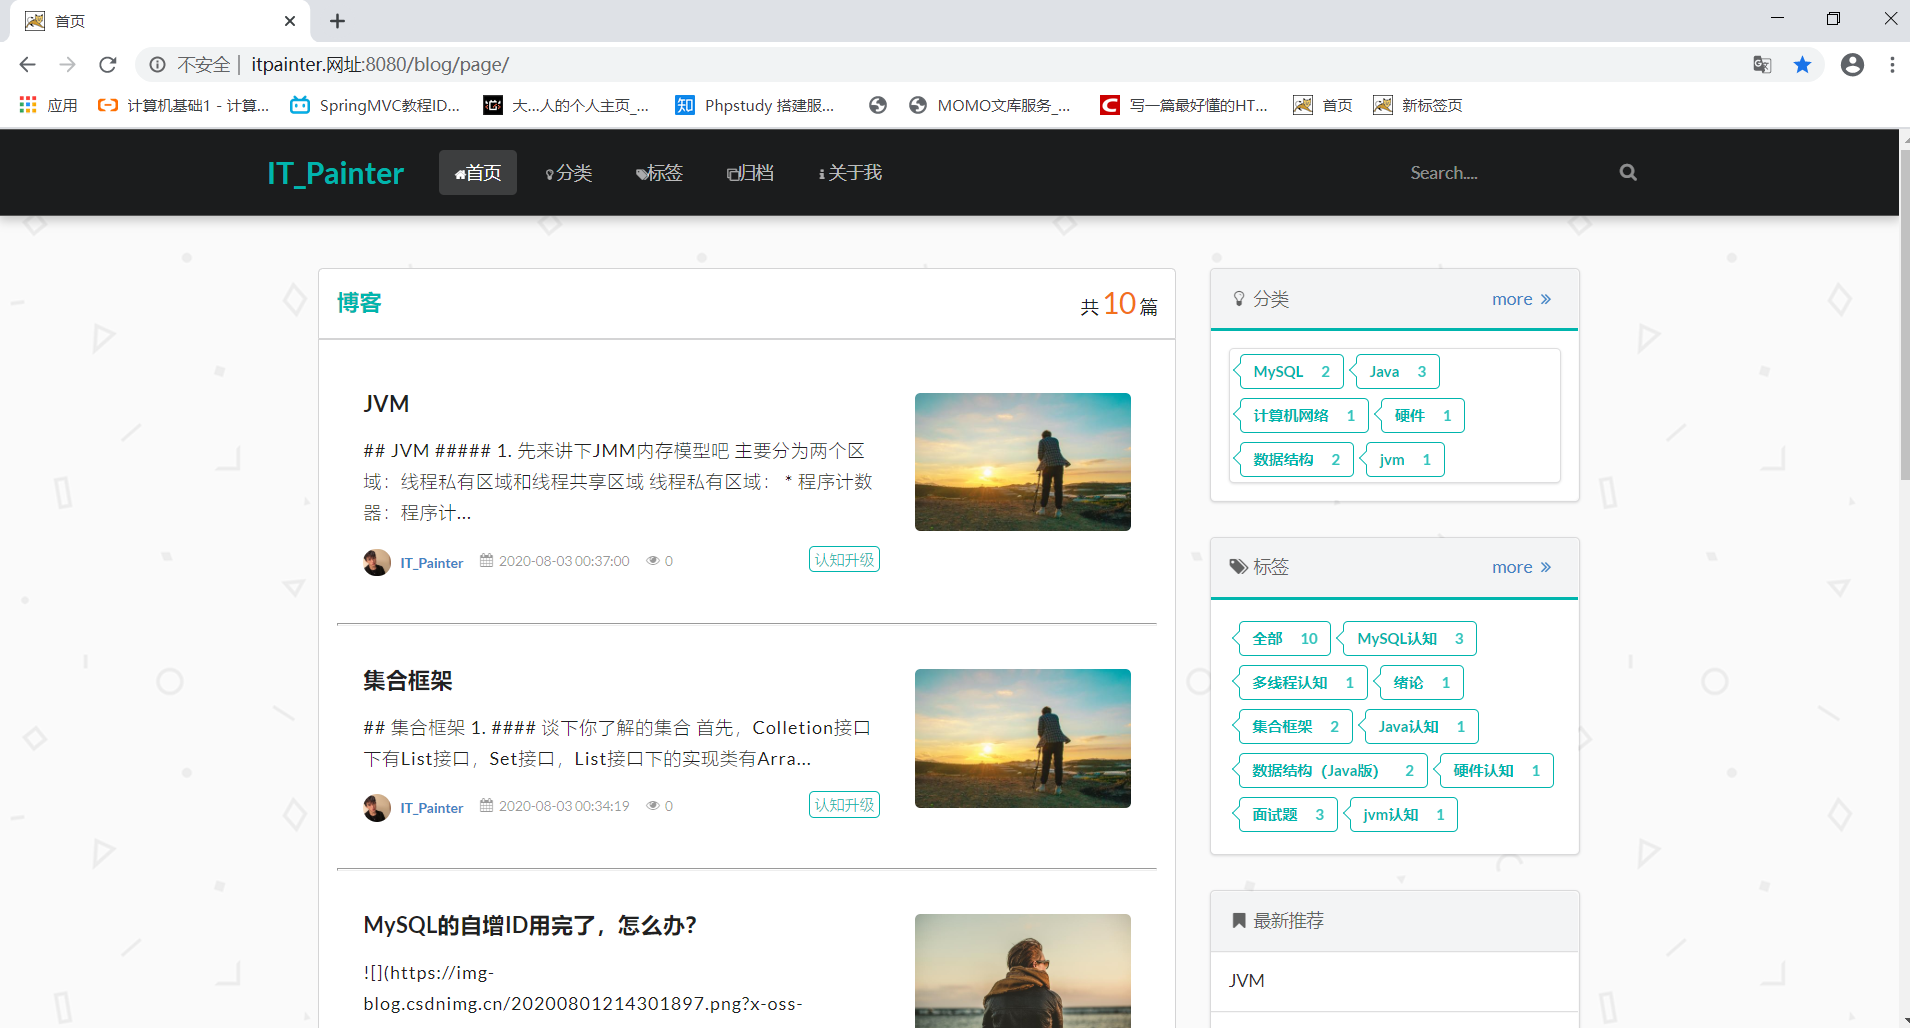 首页
不安全 | itpainter.网址:8080/blog/page/
应用 计算机基础1 - 计算... SpringMVC教程ID... 大...人的个人主页_... 知 Phpstudy 搭建服... MOMO文库服务_... C 写一篇最好懂的HT... 首页 新标签页
IT_Painter 首页 分类 标签 归档 关于我 Search....
博客 共 10 篇
JVM
## JVM ##### 1. 先来讲下JMM内存模型吧 主要分为两个区
域：线程私有区域和线程共享区域 线程私有区域： * 程序计数
器：程序计...
IT_Painter 2020-08-03 00:37:00 0 认知升级
集合框架
## 集合框架 1. #### 谈下你了解的集合 首先，Colletion接口
下有List接口，Set接口，List接口下的实现类有Arra...
IT_Painter 2020-08-03 00:34:19 0 认知升级
MySQL的自增ID用完了，怎么办？
![](https://img-
blog.csdnimg.cn/20200801214301897.png?x-oss-
分类 more »
MySQL 2 Java 3
计算机网络 1 硬件 1
数据结构 2 jvm 1
标签 more »
全部 10 MySQL认知 3
多线程认知 1 绪论 1
集合框架 2 Java认知 1
数据结构（Java版） 2 硬件认知 1
面试题 3 jvm认知 1
最新推荐
JVM